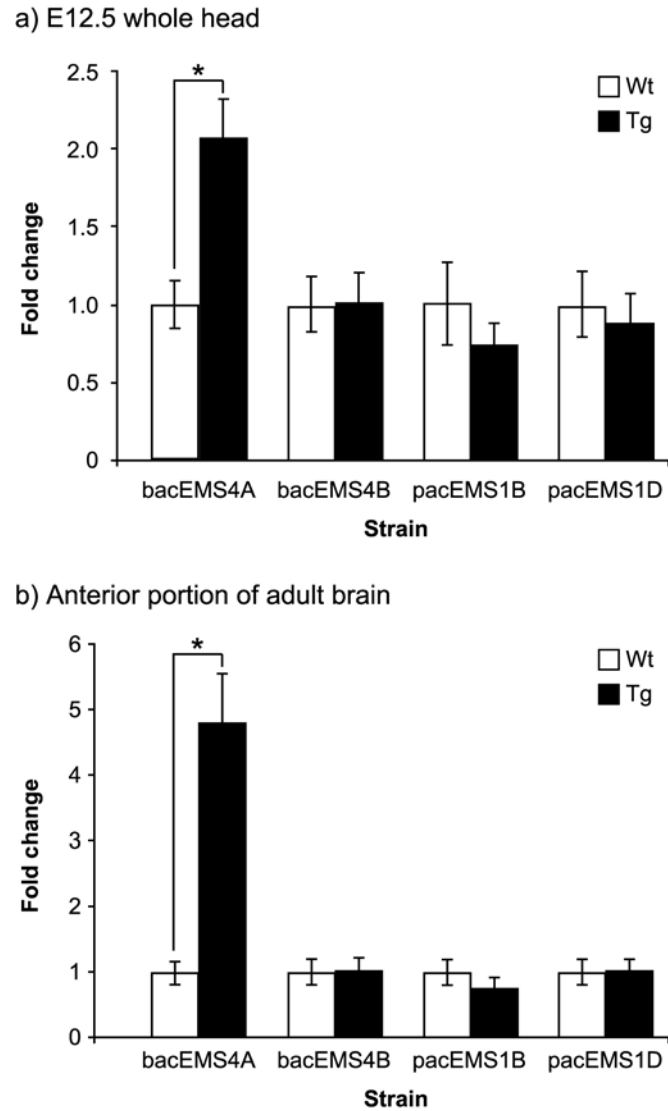 a) E12.5 whole head
2.5
2.0
1.5
1.0
0.5
0
Fold change
*
Wt
Tg
bacEMS4A bacEMS4B pacEMS1B pacEMS1D
Strain
b) Anterior portion of adult brain
6
5
4
3
2
1
0
Fold change
*
Wt
Tg
bacEMS4A bacEMS4B pacEMS1B pacEMS1D
Strain